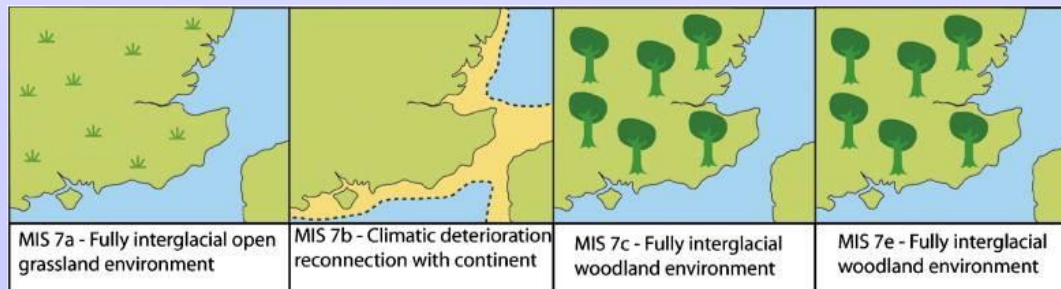 MIS 7a - Fully interglacial open
grassland environment
MIS 7b - Climatic deterioration
reconnection with continent
MIS 7c - Fully interglacial
woodland environment
MIS 7e - Fully interglacial
woodland environment